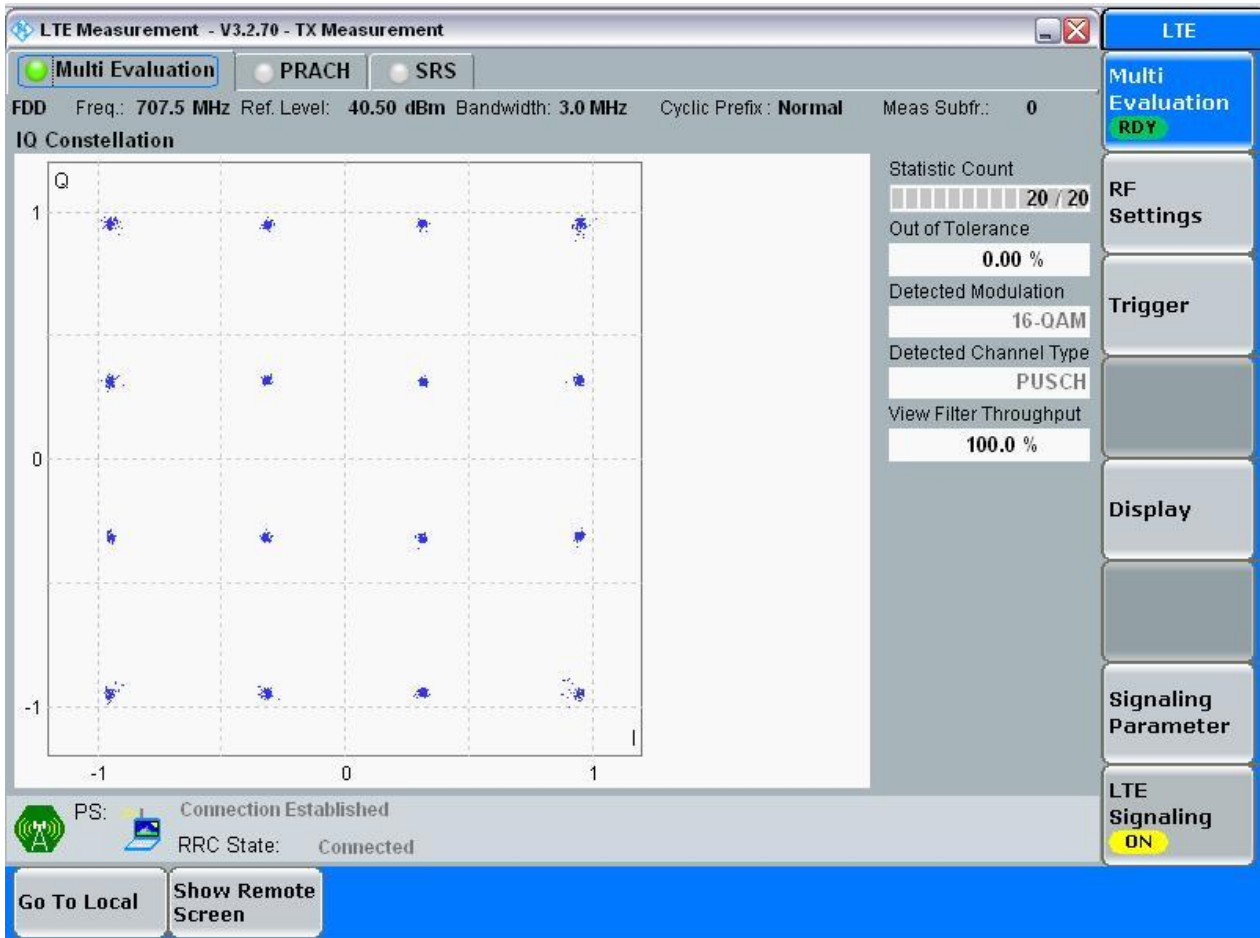 LTE Measurement - V3.2.70 - TX Measurement
LTE
Multi Evaluation
PRACH
SRS
FDD Freq.: 707.5 MHz Ref. Level: 40.50 dBm Bandwidth: 3.0 MHz Cyclic Prefix : Normal Meas Subfr.: 0
IQ Constellation
Q
1
0
-1
-1 0 1
I
Statistic Count
20 / 20
Out of Tolerance
0.00 %
Detected Modulation
16-QAM
Detected Channel Type
PUSCH
View Filter Throughput
100.0 %
PS:
Connection Established
RRC State: Connected
Multi
Evaluation
RDY
RF
Settings
Trigger
Display
Signaling
Parameter
LTE
Signaling
ON
Go To Local
Show Remote
Screen